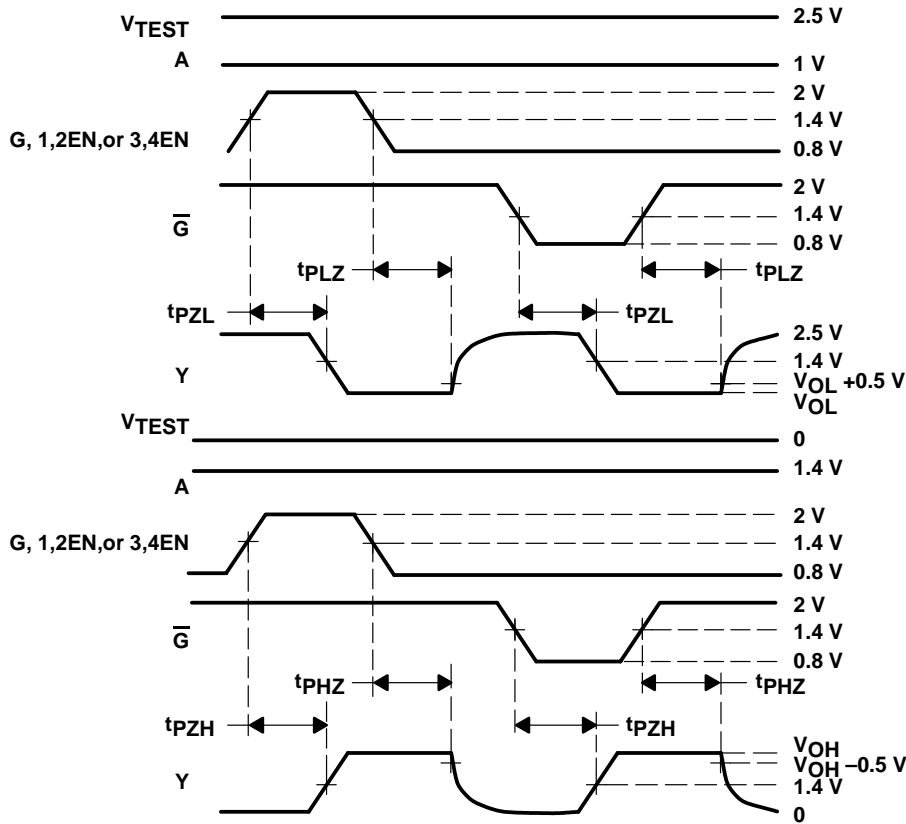 VTEST 2.5 V
A 1 V
2 V
G, 1,2EN,or 3,4EN 1.4 V
0.8 V
2 V
G 1.4 V
0.8 V
tPLZ tPLZ
tPZL tPZL
2.5 V
1.4 V
Y VOL +0.5 V
VOL
VTEST 0
A 1.4 V
2 V
G, 1,2EN,or 3,4EN 1.4 V
0.8 V
2 V
G 1.4 V
0.8 V
tPHZ tPHZ
tPZH tPZH
VOH
VOH –0.5 V
Y 1.4 V
0